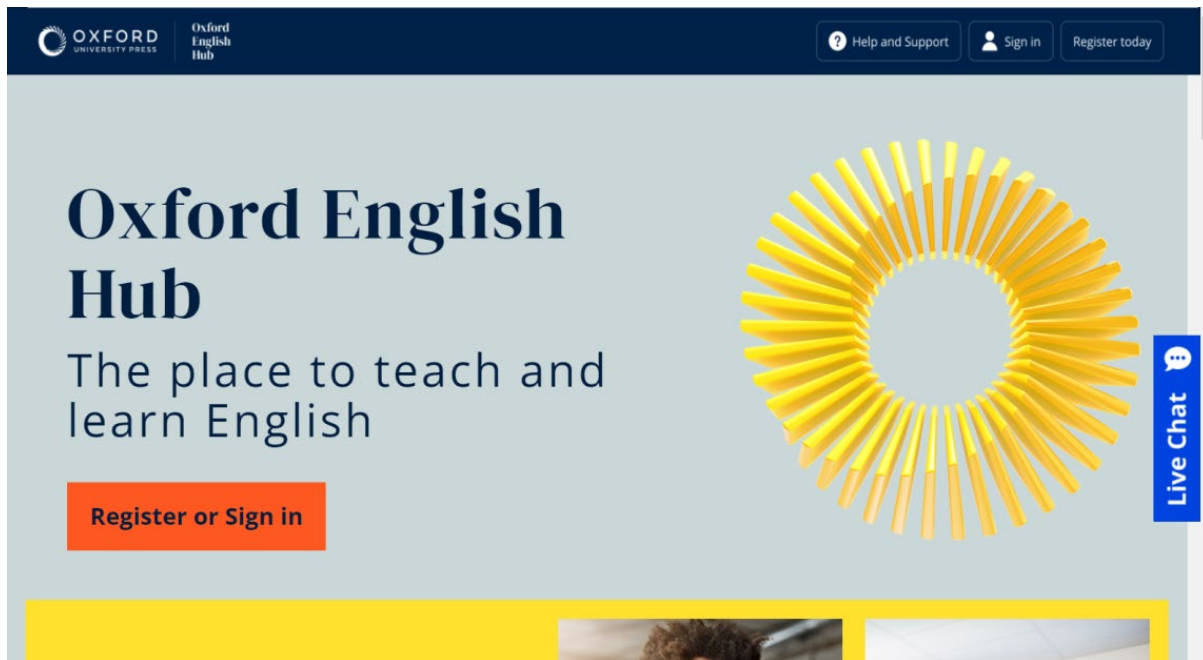 OXFORD
UNIVERSITY PRESS
Oxford
English
Hub
? Help and Support
Sign in
Register today
Oxford English
Hub
The place to teach and
learn English
Register or Sign in
Live Chat